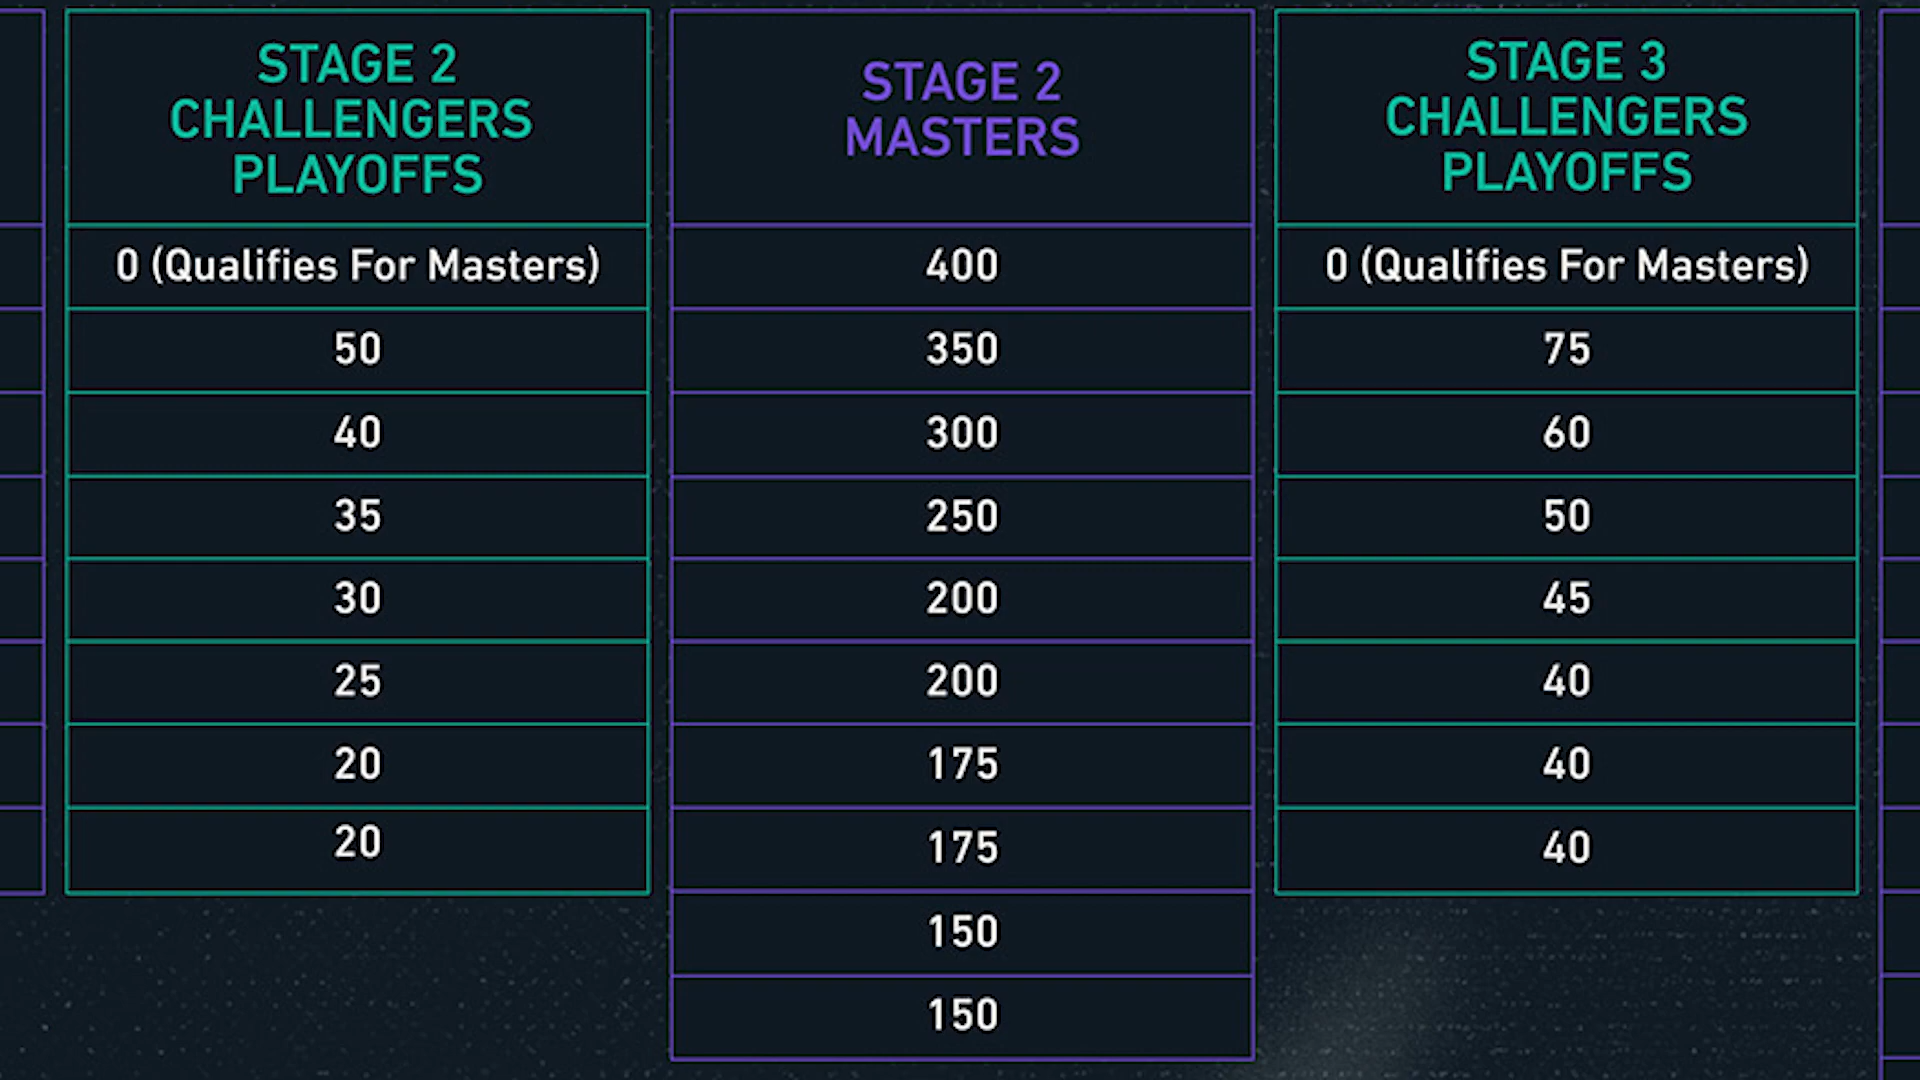 STAGE 2
CHALLENGERS
PLAYOFFS
0 (Qualifies For Masters)
50
40
35
30
25
20
20
STAGE 2
MASTERS
400
350
300
250
200
200
175
175
150
150
STAGE 3
CHALLENGERS
PLAYOFFS
0 (Qualifies For Masters)
75
60
50
45
40
40
40